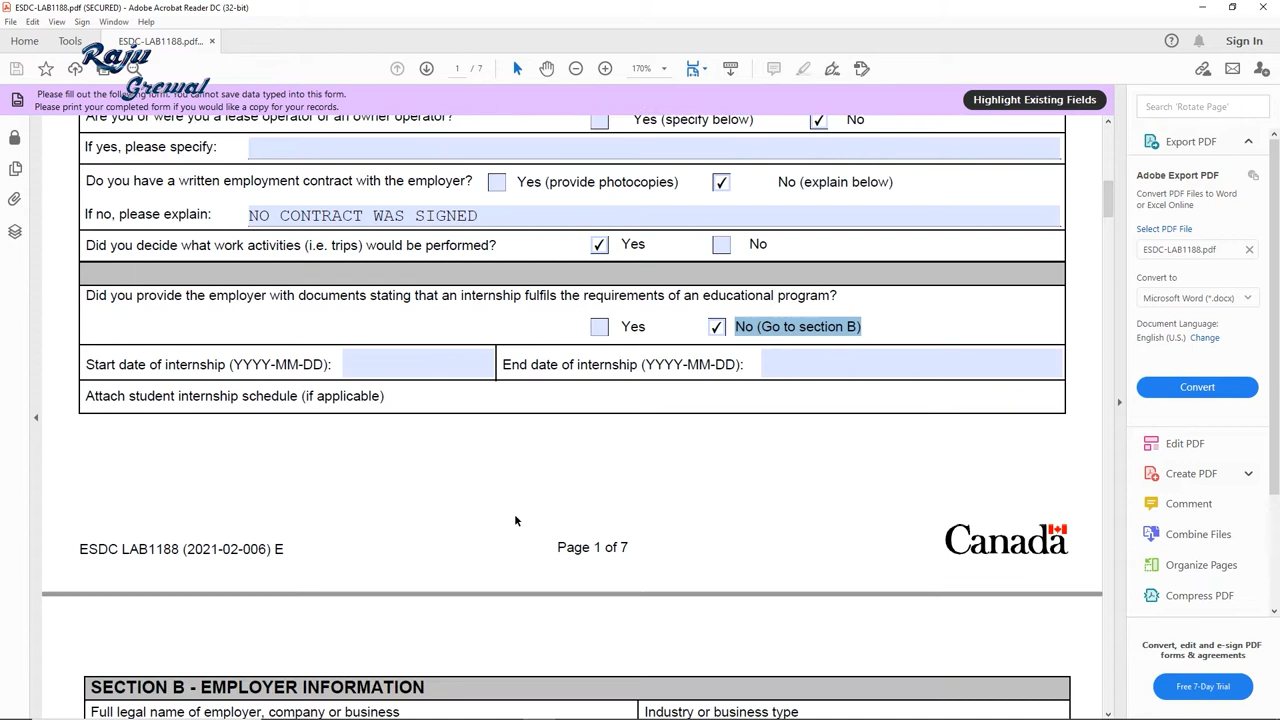 ESDC-LAB1188.pdf (SECURED) - Adobe Acrobat Reader DC (32-bit)
File Edit View Sign Window Help
Home Tools ESDC-LAB1188.pdf... × Sign In
Raju
Grewal
1 / 7 170%
Please fill out the following form. You cannot save data typed into this form.
Please print your completed form if you would like a copy for your records.
Highlight Existing Fields
Are you or were you a lease operator or an owner operator? Yes (specify below) ✓ No
If yes, please specify:
Do you have a written employment contract with the employer? Yes (provide photocopies) ✓ No (explain below)
If no, please explain: NO CONTRACT WAS SIGNED
Did you decide what work activities (i.e. trips) would be performed? ✓ Yes No
Did you provide the employer with documents stating that an internship fulfils the requirements of an educational program?
Yes ✓ No (Go to section B)
Start date of internship (YYYY-MM-DD): End date of internship (YYYY-MM-DD):
Attach student internship schedule (if applicable)
ESDC LAB1188 (2021-02-006) E Page 1 of 7 Canada
SECTION B - EMPLOYER INFORMATION
Full legal name of employer, company or business Industry or business type
Search 'Rotate Page'
Export PDF
Adobe Export PDF
Convert PDF Files to Word
or Excel Online
Select PDF File
ESDC-LAB1188.pdf
Convert to
Microsoft Word (*.docx)
Document Language:
English (U.S.) Change
Convert
Edit PDF
Create PDF
Comment
Combine Files
Organize Pages
Compress PDF
Convert, edit and e-sign PDF
forms & agreements
Free 7-Day Trial